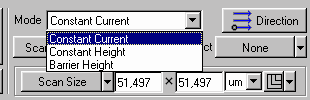 Mode Constant Current Direction
Constant Current
Constant Height
Barrier Height
Scan ct None
Scan Size 51,497 × 51,497 um